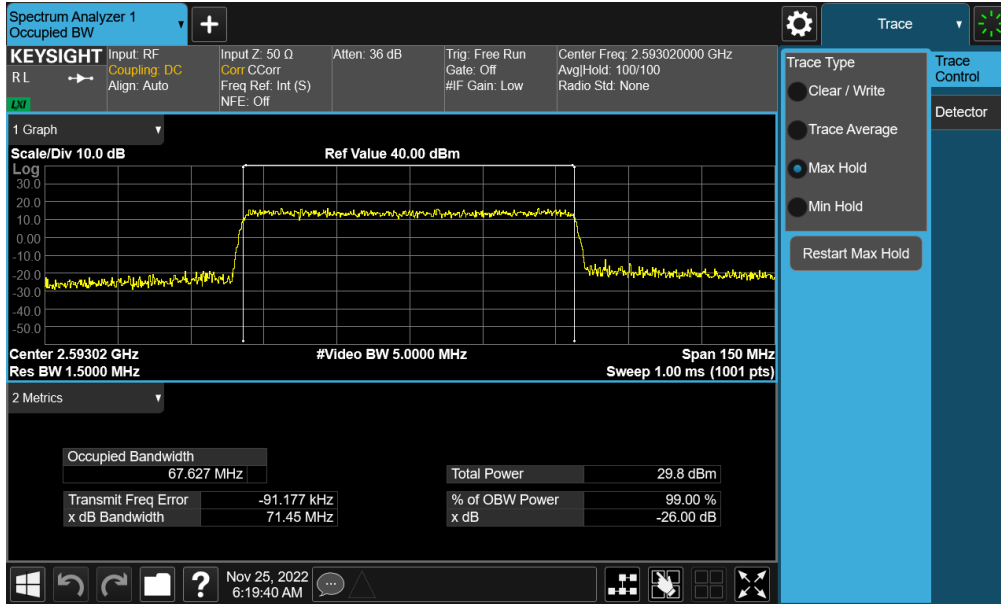 Spectrum Analyzer 1
Occupied BW
Trace
KEYSIGHT
R L
LXI
Input: RF
Coupling: DC
Align: Auto
Input Z: 50 Ω
Corr CCorr
Freq Ref: Int (S)
NFE: Off
Atten: 36 dB
Trig: Free Run
Gate: Off
#IF Gain: Low
Center Freq: 2.593020000 GHz
Avg|Hold: 100/100
Radio Std: None
Trace Type
Clear / Write
Trace Average
Max Hold
Min Hold
Restart Max Hold
Trace
Control
Detector
1 Graph
Scale/Div 10.0 dB
Ref Value 40.00 dBm
Log
30.0
20.0
10.0
0.00
-10.0
-20.0
-30.0
-40.0
-50.0
Center 2.59302 GHz
#Video BW 5.0000 MHz
Span 150 MHz
Res BW 1.5000 MHz
Sweep 1.00 ms (1001 pts)
2 Metrics
Occupied Bandwidth
67.627 MHz
Total Power 29.8 dBm
Transmit Freq Error -91.177 kHz
% of OBW Power 99.00 %
x dB Bandwidth 71.45 MHz
x dB -26.00 dB
?
Nov 25, 2022
6:19:40 AM